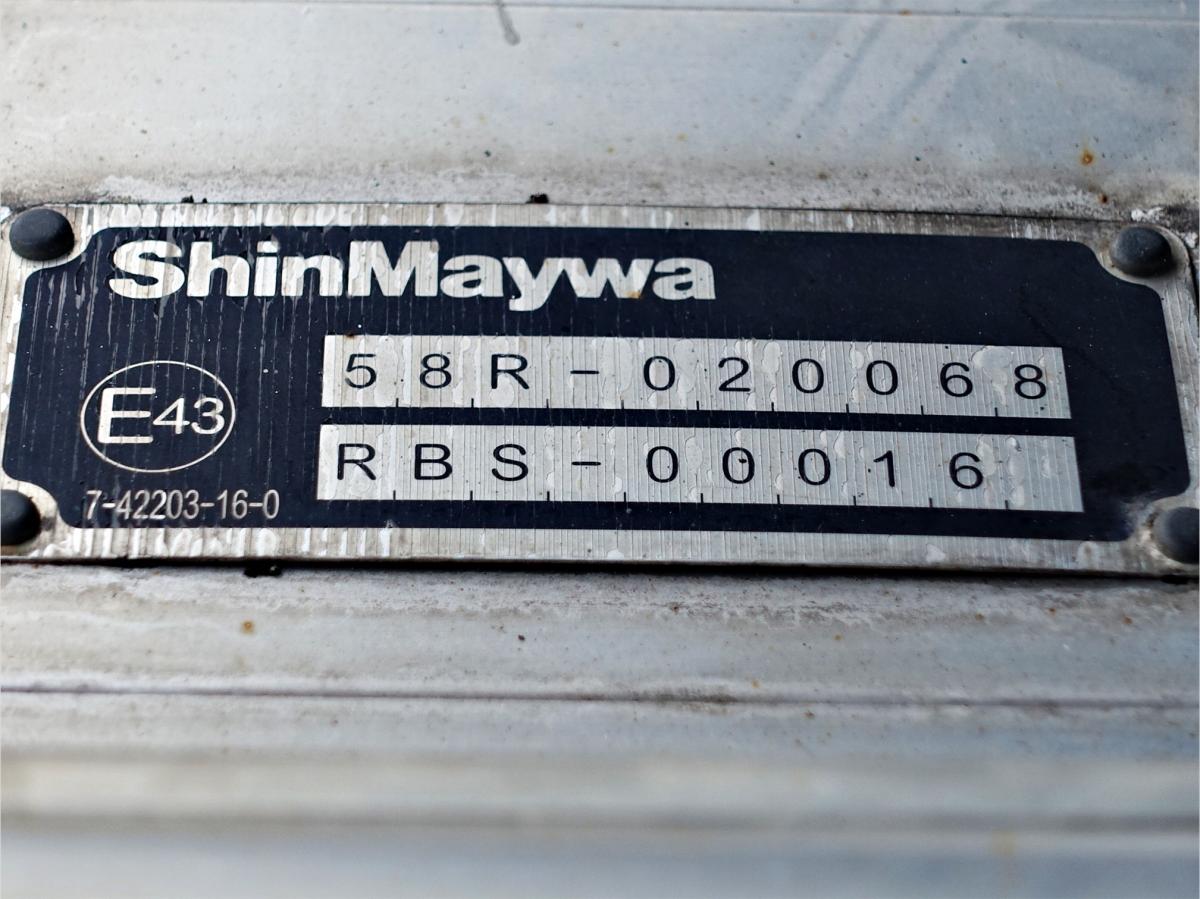 ShinMaywa
58R-020068
E43
RBS-00016
7-42203-16-0